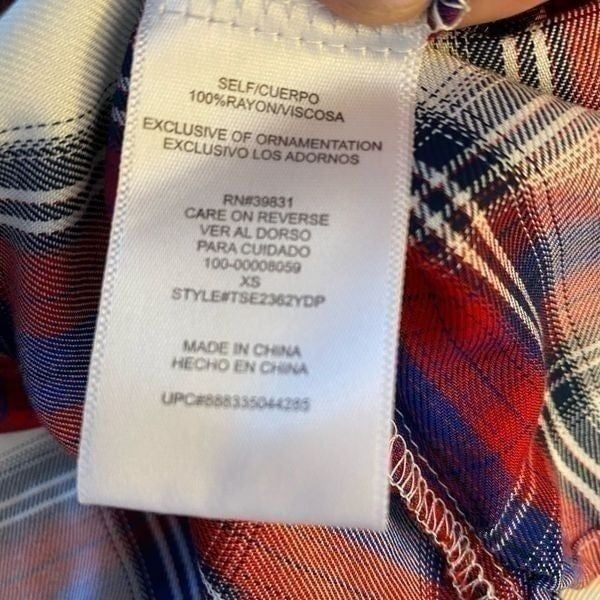 SELF/CUERPO
100%RAYON/VISCOSA
EXCLUSIVE OF ORNAMENTATION
EXCLUSIVO LOS ADORNOS
RN#39831
CARE ON REVERSE
VER AL DORSO
PARA CUIDADO
100-00008059
XS
STYLE#TSE2362YDP
MADE IN CHINA
HECHO EN CHINA
UPC#888335044285